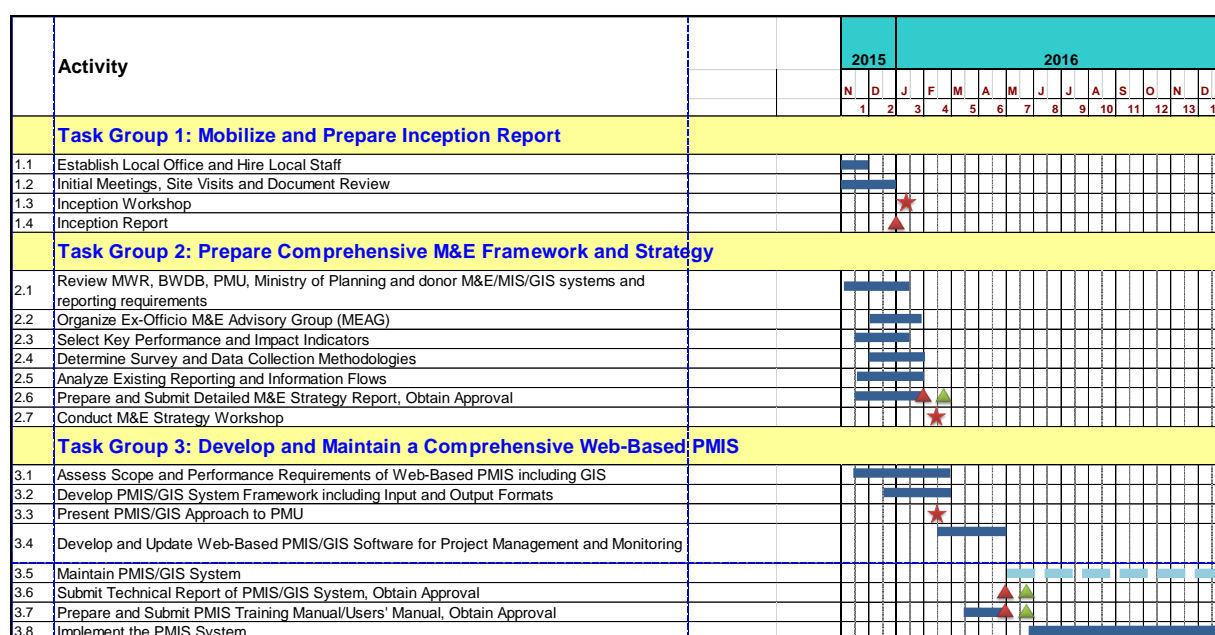 Activity
2015 2016
N D J F M A M J J A S O N D
1 2 3 4 5 6 7 8 9 10 11 12 13
Task Group 1: Mobilize and Prepare Inception Report
1.1 Establish Local Office and Hire Local Staff
1.2 Initial Meetings, Site Visits and Document Review
1.3 Inception Workshop
1.4 Inception Report
Task Group 2: Prepare Comprehensive M&E Framework and Strategy
2.1 Review MWR, BWDB, PMU, Ministry of Planning and donor M&E/MIS/GIS systems and
reporting requirements
2.2 Organize Ex-Officio M&E Advisory Group (MEAG)
2.3 Select Key Performance and Impact Indicators
2.4 Determine Survey and Data Collection Methodologies
2.5 Analyze Existing Reporting and Information Flows
2.6 Prepare and Submit Detailed M&E Strategy Report, Obtain Approval
2.7 Conduct M&E Strategy Workshop
Task Group 3: Develop and Maintain a Comprehensive Web-Based PMIS
3.1 Assess Scope and Performance Requirements of Web-Based PMIS including GIS
3.2 Develop PMIS/GIS System Framework including Input and Output Formats
3.3 Present PMIS/GIS Approach to PMU
3.4 Develop and Update Web-Based PMIS/GIS Software for Project Management and Monitoring
3.5 Maintain PMIS/GIS System
3.6 Submit Technical Report of PMIS/GIS System, Obtain Approval
3.7 Prepare and Submit PMIS Training Manual/Users' Manual, Obtain Approval
3.8 Implement the PMIS System